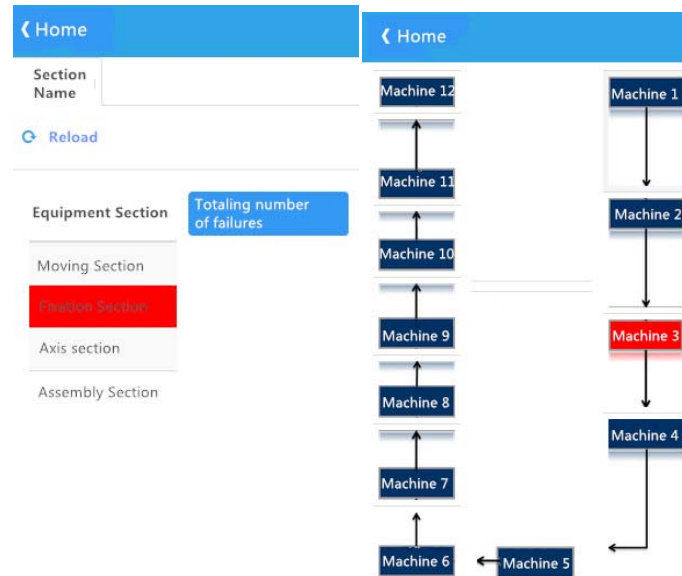 Home
Section
Name
Reload
Equipment Section
Totaling number
of failures
Moving Section
Fixation Section
Axis section
Assembly Section
Home
Machine 12
Machine 1
Machine 11
Machine 2
Machine 10
Machine 9
Machine 3
Machine 8
Machine 4
Machine 7
Machine 6
Machine 5